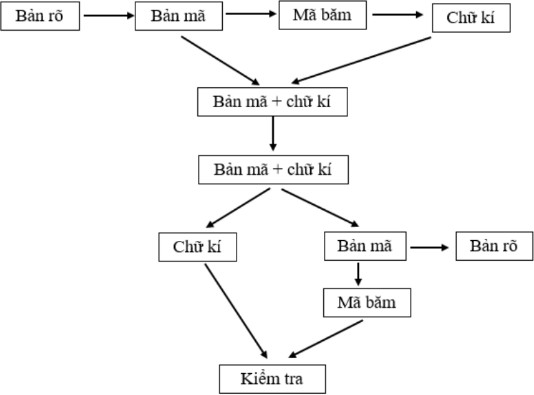 Bản rõ
Bản mã
Mã băm
Chữ kí
Bản mã + chữ kí
Bản mã + chữ kí
Chữ kí
Bản mã
Bản rõ
Mã băm
Kiểm tra